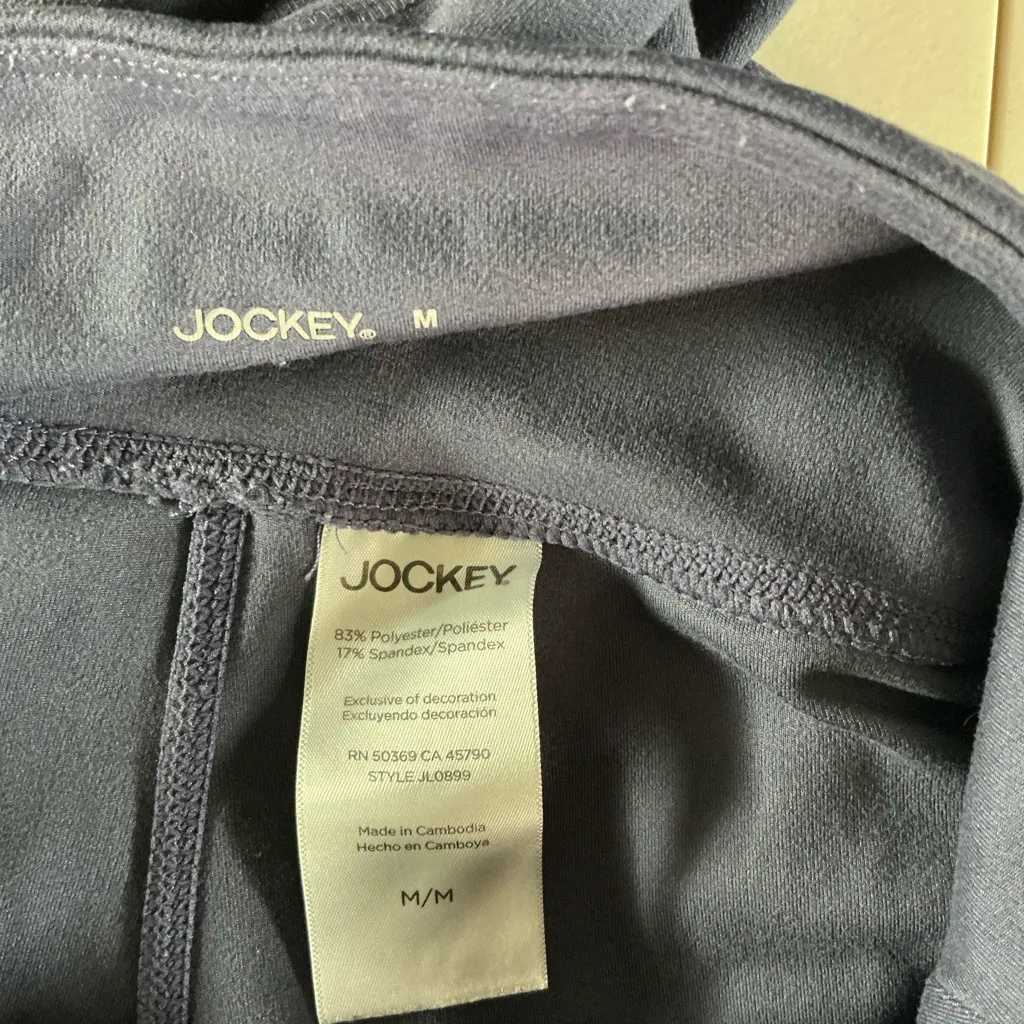 JOCKEY® M
JOCKEY
83% Polyester/Poliéster
17% Spandex/Spandex
Exclusive of decoration
Excluyendo decoración
RN 50369 CA 45790
STYLE JL0899
Made in Cambodia
Hecho en Camboya
M/M